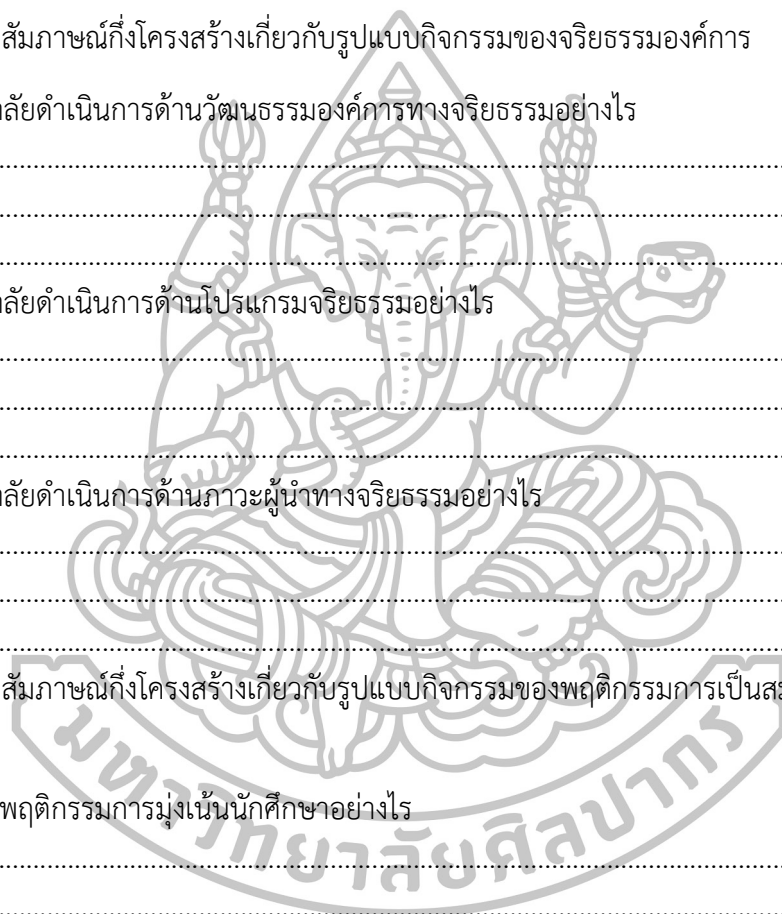 สัมภาษณ์กึ่งโครงสร้างเกี่ยวกับรูปแบบกิจกรรมของจริยธรรมองค์การ
ลัยดำเนินการด้านวัฒนธรรมองค์การทางจริยธรรมอย่างไร
................................................................................
................................................................................
................................................................................
ลัยดำเนินการด้านโปรแกรมจริยธรรมอย่างไร
................................................................................
................................................................................
................................................................................
ลัยดำเนินการด้านภาวะผู้นำทางจริยธรรมอย่างไร
................................................................................
................................................................................
................................................................................
สัมภาษณ์กึ่งโครงสร้างเกี่ยวกับรูปแบบกิจกรรมของพฤติกรรมการเป็น
พฤติกรรมการมุ่งเน้นนักศึกษาอย่างไร
................................................................................
................................................................................
มหาวิทยาลัยศิลปากร